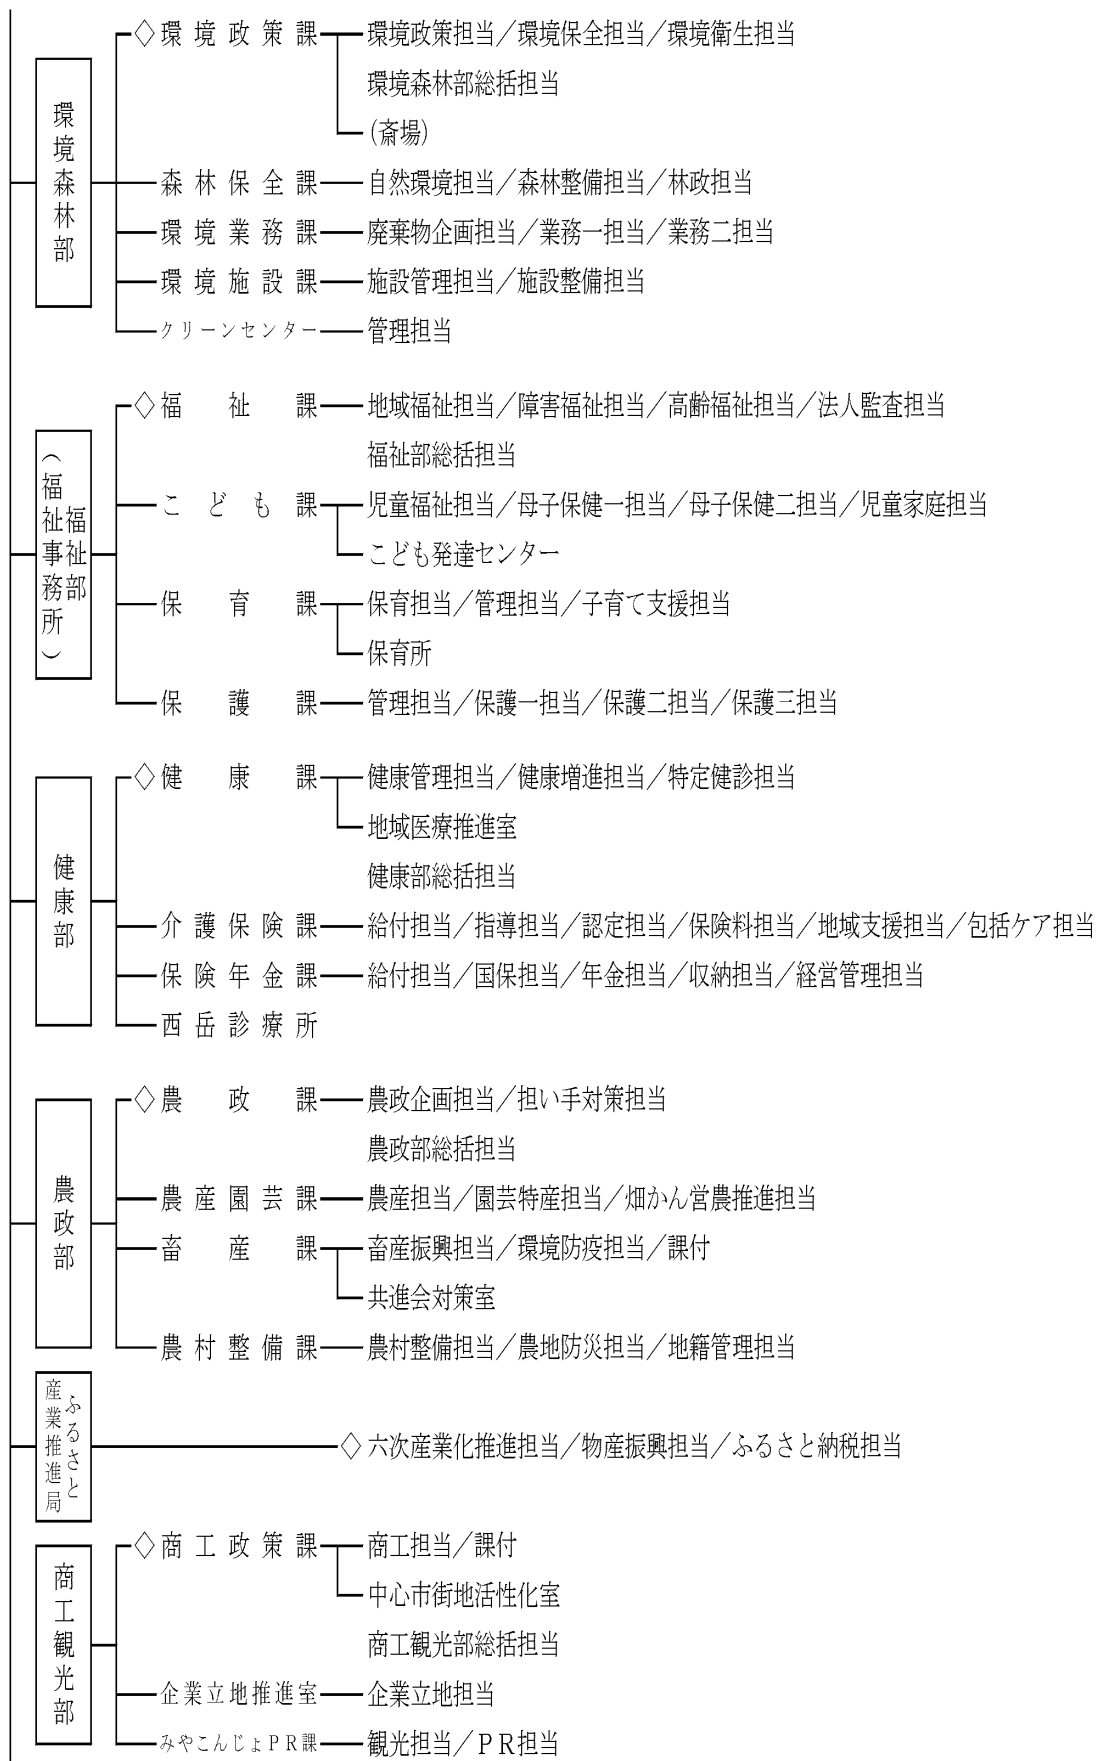 環境森林部
◇環境政策課 環境政策担当／環境保全担当／環境衛生担当
環境森林部総括担当
(斎場)
森林保全課 自然環境担当／森林整備担当／林政担当
環境業務課 廃棄物企画担当／業務一担当／業務二担当
環境施設課 施設管理担当／施設整備担当
クリーンセンター 管理担当
福祉部
(福祉事務所)
◇福祉課 地域福祉担当／障害福祉担当／高齢福祉担当／法人監査担当
福祉部総括担当
こども課 児童福祉担当／母子保健一担当／母子保健二担当／児童家庭担当
こども発達センター
保育課 保育担当／管理担当／子育て支援担当
保育所
保護課 管理担当／保護一担当／保護二担当／保護三担当
健康部
◇健康課 健康管理担当／健康増進担当／特定健診担当
地域医療推進室
健康部総括担当
介護保険課 給付担当／指導担当／認定担当／保険料担当／地域支援担当／包括ケア担当
保険年金課 給付担当／国保担当／年金担当／収納担当／経営管理担当
西岳診療所
農政部
◇農政課 農政企画担当／担い手対策担当
農政部総括担当
農産園芸課 農産担当／園芸特産担当／畑かん営農推進担当
畜産課 畜産振興担当／環境防疫担当／課付
共進会対策室
農村整備課 農村整備担当／農地防災担当／地籍管理担当
ふるさと
産業推進局
◇六次産業化推進担当／物産振興担当／ふるさと納税担当
商工観光部
◇商工政策課 商工担当／課付
中心市街地活性化室
商工観光部総括担当
企業立地推進室 企業立地担当
みやこんじょPR課 観光担当／PR担当